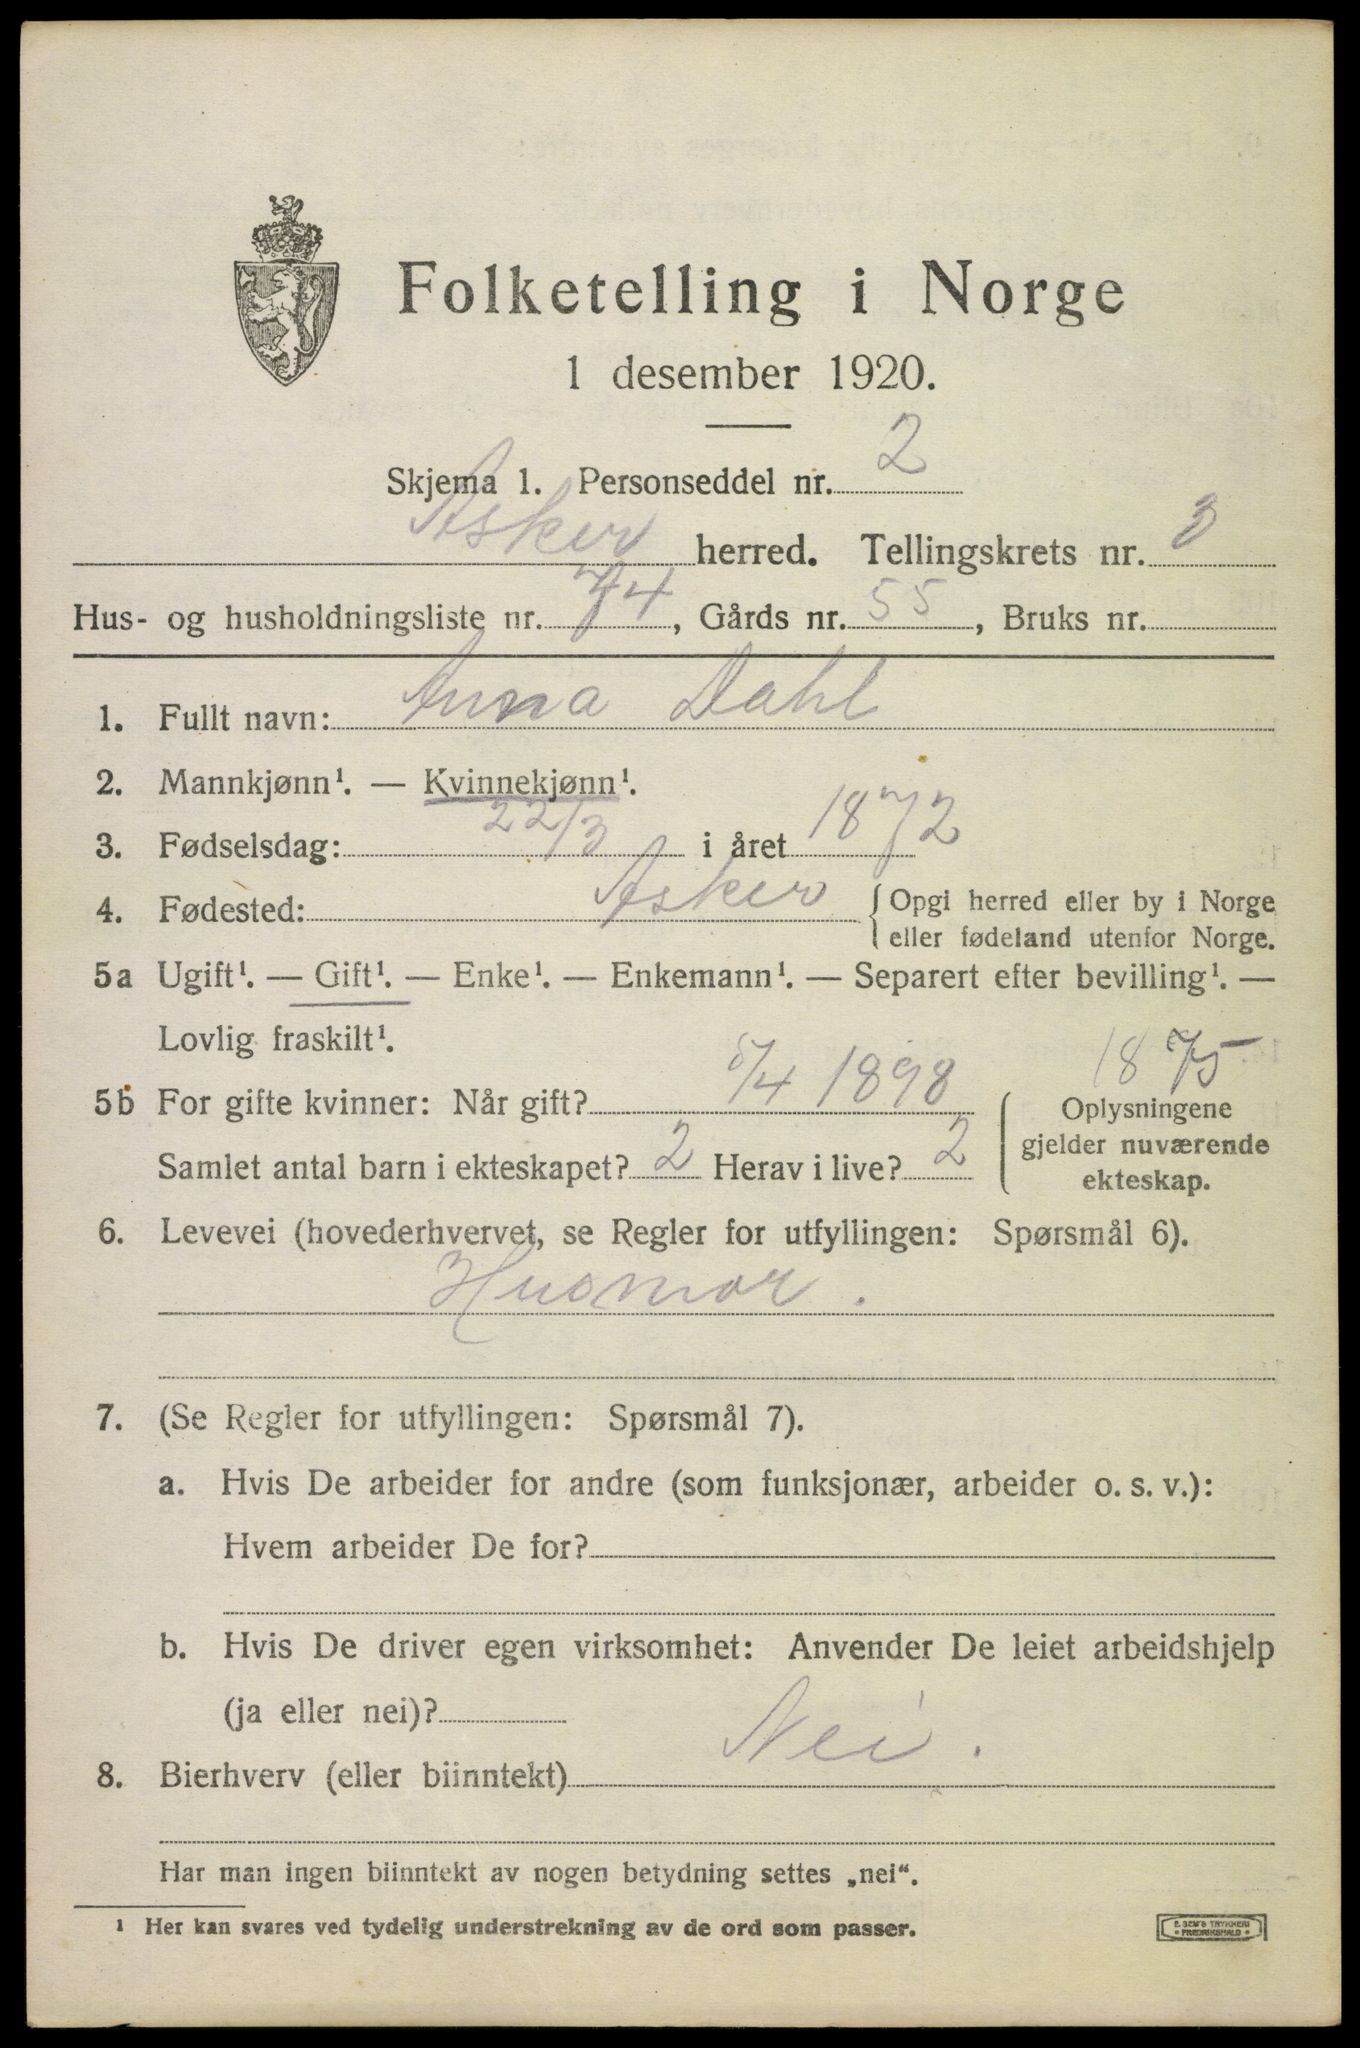 Folketelling i Norge
1 desember 1920.
Skjema 1. Personseddel nr. 2
Asker herred. Tellingskrets nr. 3
Hus- og husholdningsliste nr. 74, Gårds nr. 55, Bruks nr.
1. Fullt navn: Anna Dahl
2. Mannkjønn¹. — Kvinnekjønn¹.
3. Fødselsdag: 22/3 i året 1872
4. Fødested: Asker { Opgi herred eller by i Norge
eller fødeland utenfor Norge.
5a Ugift¹. — Gift¹. — Enke¹. — Enkemann¹. — Separert efter bevilling¹. —
Lovlig fraskilt¹.
1875
5b For gifte kvinner: Når gift? 5/4 1898 { Oplysningene
gjelder nuværende
ekteskap.
Samlet antal barn i ekteskapet? 2 Herav i live? 2
6. Levevei (hovederhvervet, se Regler for utfyllingen: Spørsmål 6).
Husmor.
7. (Se Regler for utfyllingen: Spørsmål 7).
a. Hvis De arbeider for andre (som funksjonær, arbeider o. s. v.):
Hvem arbeider De for?
b. Hvis De driver egen virksomhet: Anvender De leiet arbeidshjelp
(ja eller nei)?
8. Bierhverv (eller biinntekt) Nei.
Har man ingen biinntekt av nogen betydning settes „nei“.
¹ Her kan svares ved tydelig understrekning av de ord som passer.
E. SEM'S TRYKKERI
• FREDRIKSHALD •